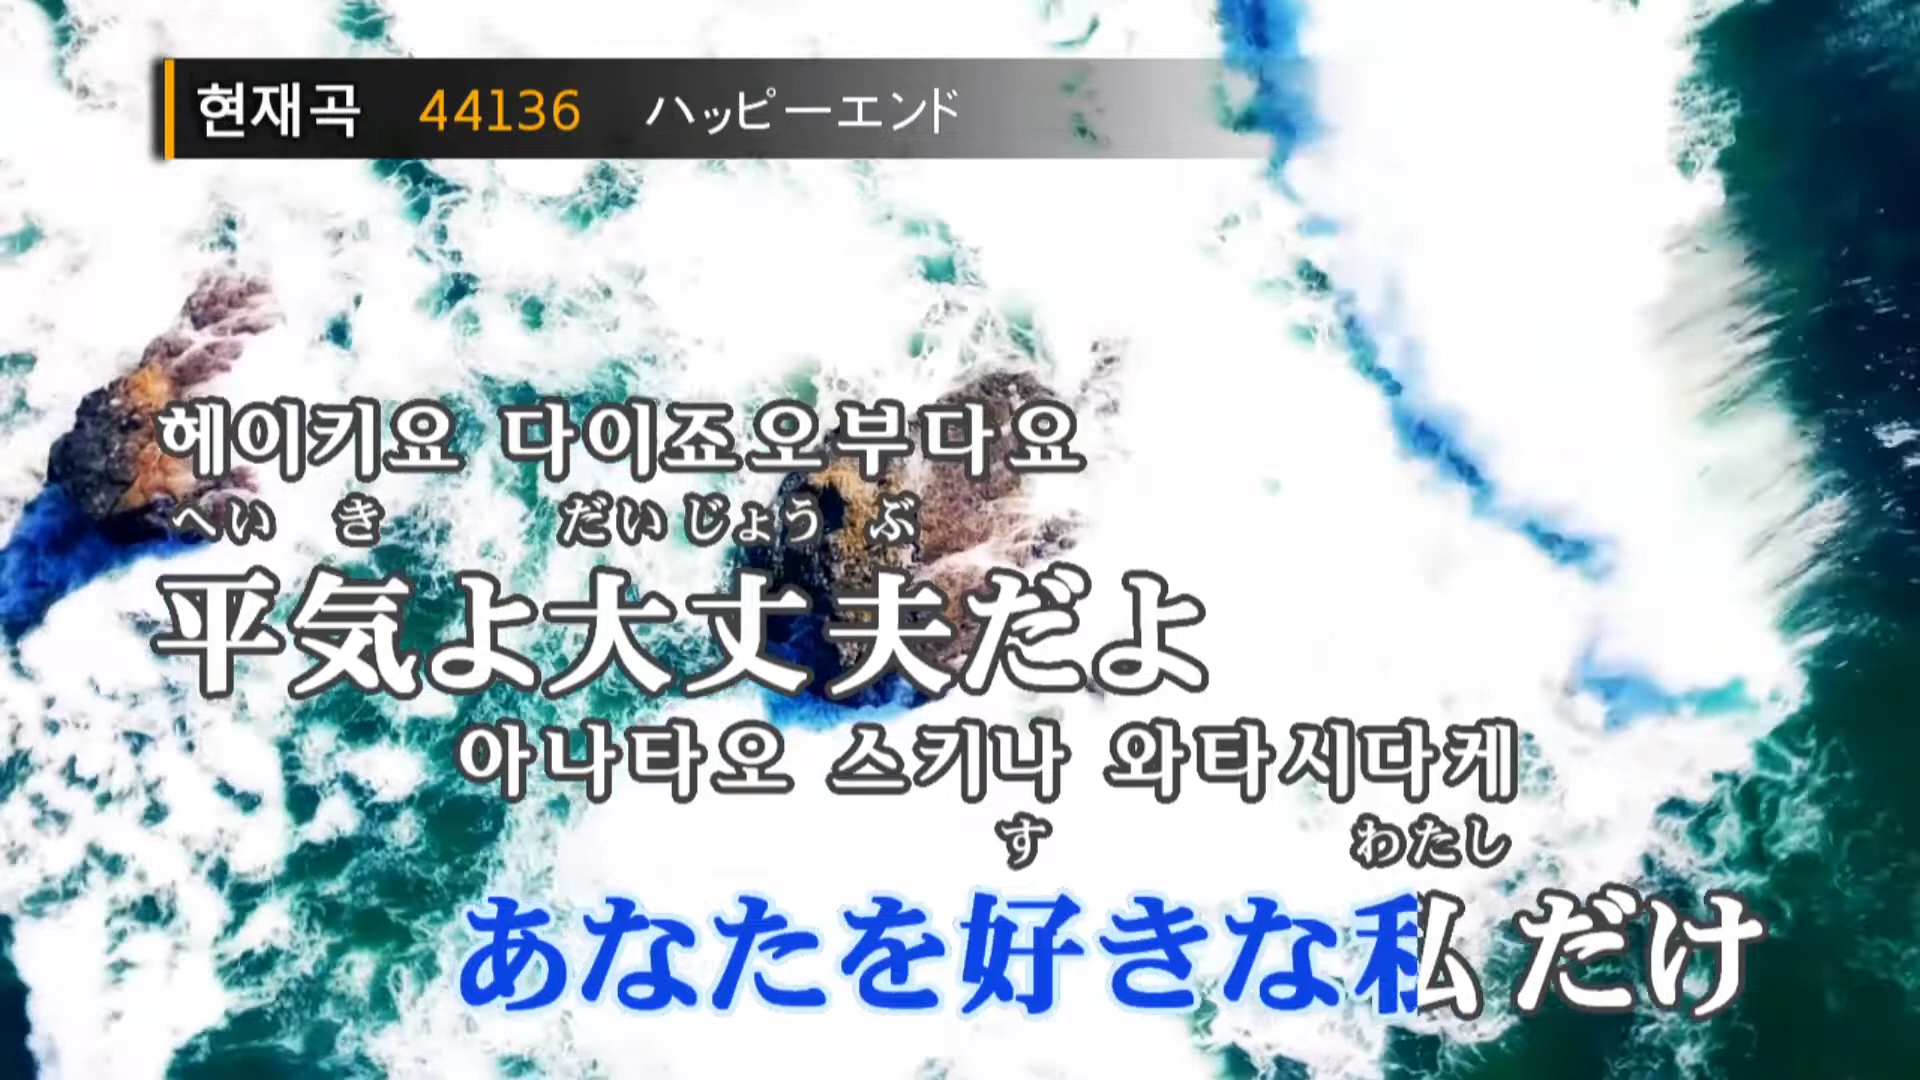 현재곡 44136 ハッピーエンド
헤이키요 다이죠오부다요
へい き だい じょう ぶ
平気よ大丈夫だよ
아나타오 스키나 와타시다케
す わたし
あなたを好きな私だけ